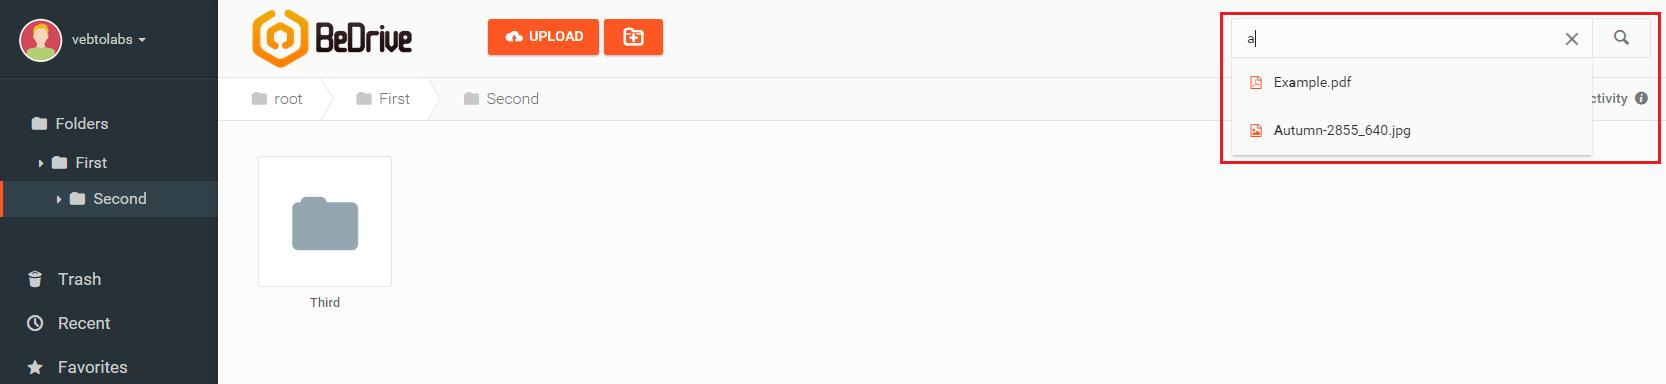 vebtolabs
BeDrive
UPLOAD
a
Example.pdf
Autumn-2855_640.jpg
root
First
Second
ctivity
Folders
First
Second
Third
Trash
Recent
Favorites